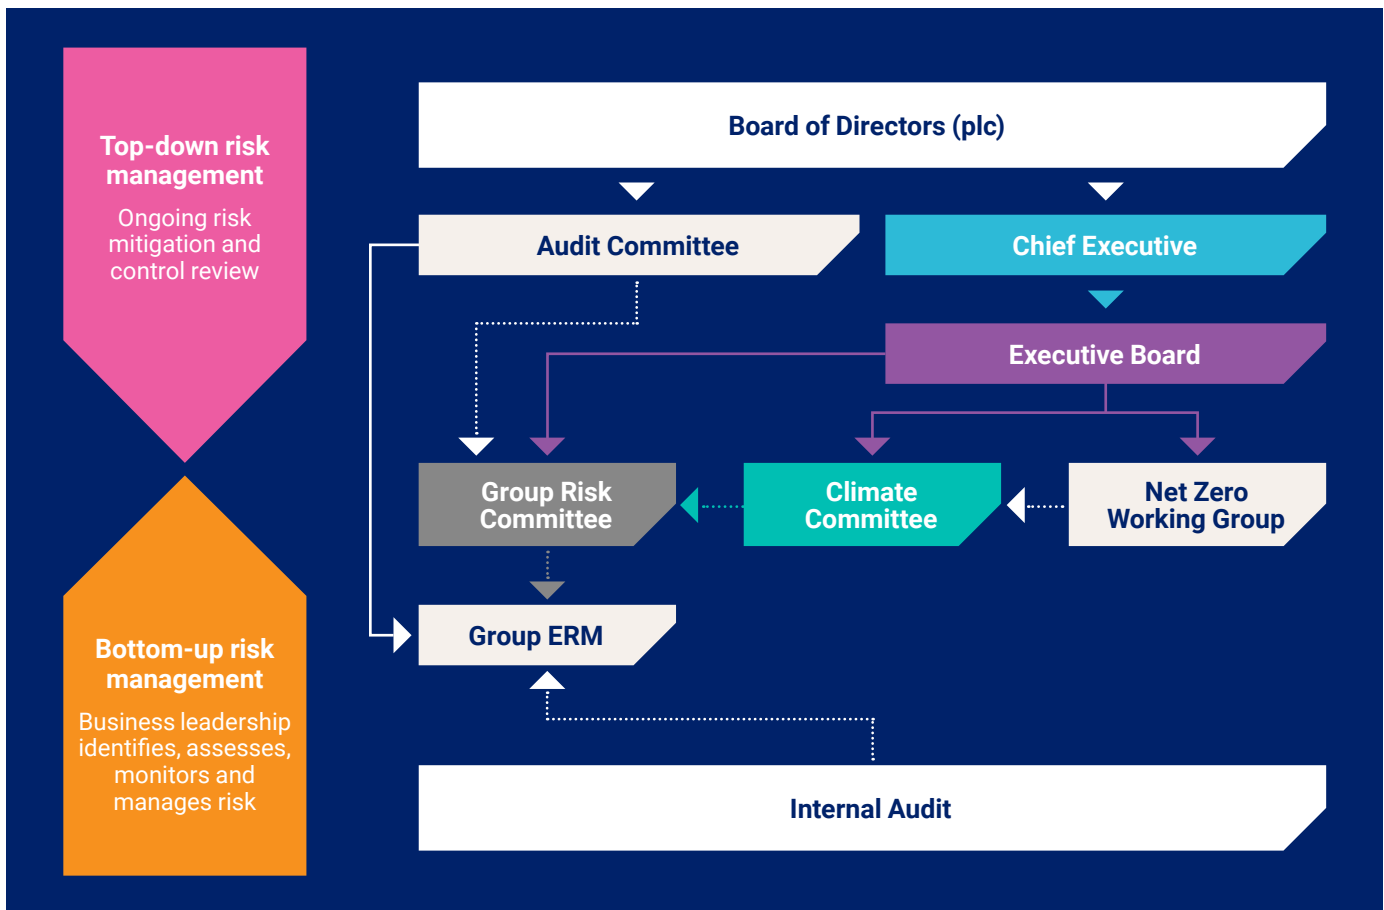 Top-down risk
management
Ongoing risk
mitigation and
control review
Bottom-up risk
management
Business leadership
identifies, assesses,
monitors and
manages risk
Board of Directors (plc)
Audit Committee
Chief Executive
Executive Board
Group Risk
Committee
Climate
Committee
Net Zero
Working Group
Group ERM
Internal Audit